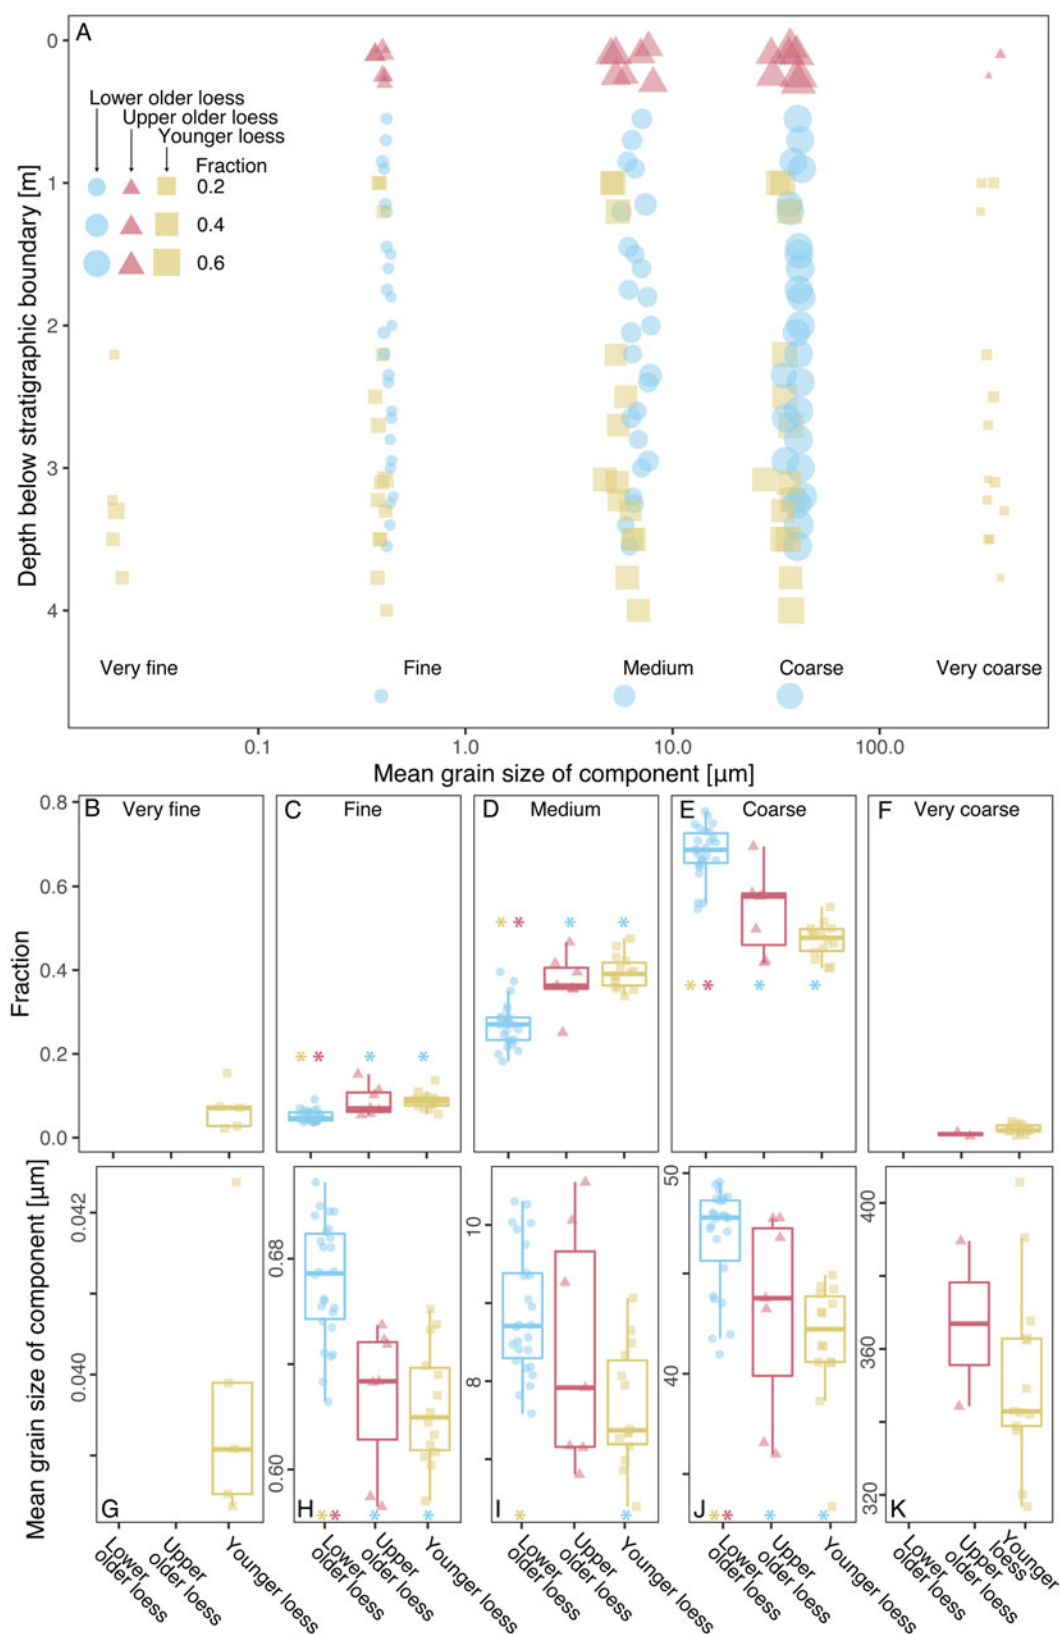 A
0
Lower older loess
Upper older loess
Younger loess
Fraction
0.2
0.4
0.6
1
2
3
4
Depth below stratigraphic boundary [m]
Very fine
Fine
Medium
Coarse
Very coarse
0.1
1.0
10.0
100.0
Mean grain size of component [µm]
B Very fine
C Fine
D Medium
E Coarse
F Very coarse
0.8
0.6
0.4
0.2
0.0
Fraction
* *
*
*
* *
*
*
* *
*
*
Mean grain size of component [µm]
0.042
0.040
G
0.68
0.60
H
* *
*
*
10
8
I
*
*
50
40
J
* *
*
*
400
360
320
K
Lower older loess
Upper older loess
Younger loess
Lower older loess
Upper older loess
Younger loess
Lower older loess
Upper older loess
Younger loess
Lower older loess
Upper older loess
Younger loess
Lower older loess
Upper older loess
Younger loess